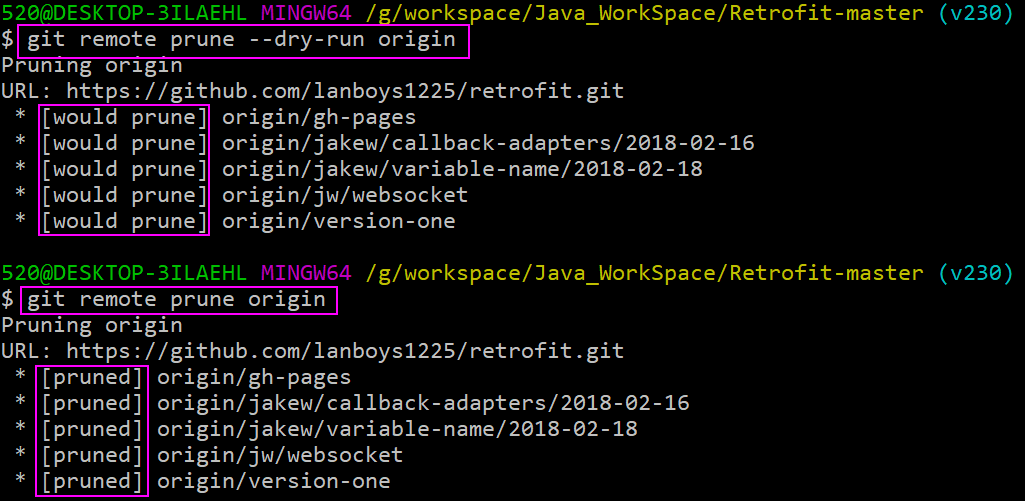 520@DESKTOP-3ILAEHL MINGW64 /g/workspace/Java_WorkSpace/Retrofit-master (v230)
$ git remote prune --dry-run origin
Pruning origin
URL: https://github.com/lanboys1225/retrofit.git
* [would prune] origin/gh-pages
* [would prune] origin/jakew/callback-adapters/2018-02-16
* [would prune] origin/jakew/variable-name/2018-02-18
* [would prune] origin/jw/websocket
* [would prune] origin/version-one
520@DESKTOP-3ILAEHL MINGW64 /g/workspace/Java_WorkSpace/Retrofit-master (v230)
$ git remote prune origin
Pruning origin
URL: https://github.com/lanboys1225/retrofit.git
* [pruned] origin/gh-pages
* [pruned] origin/jakew/callback-adapters/2018-02-16
* [pruned] origin/jakew/variable-name/2018-02-18
* [pruned] origin/jw/websocket
* [pruned] origin/version-one